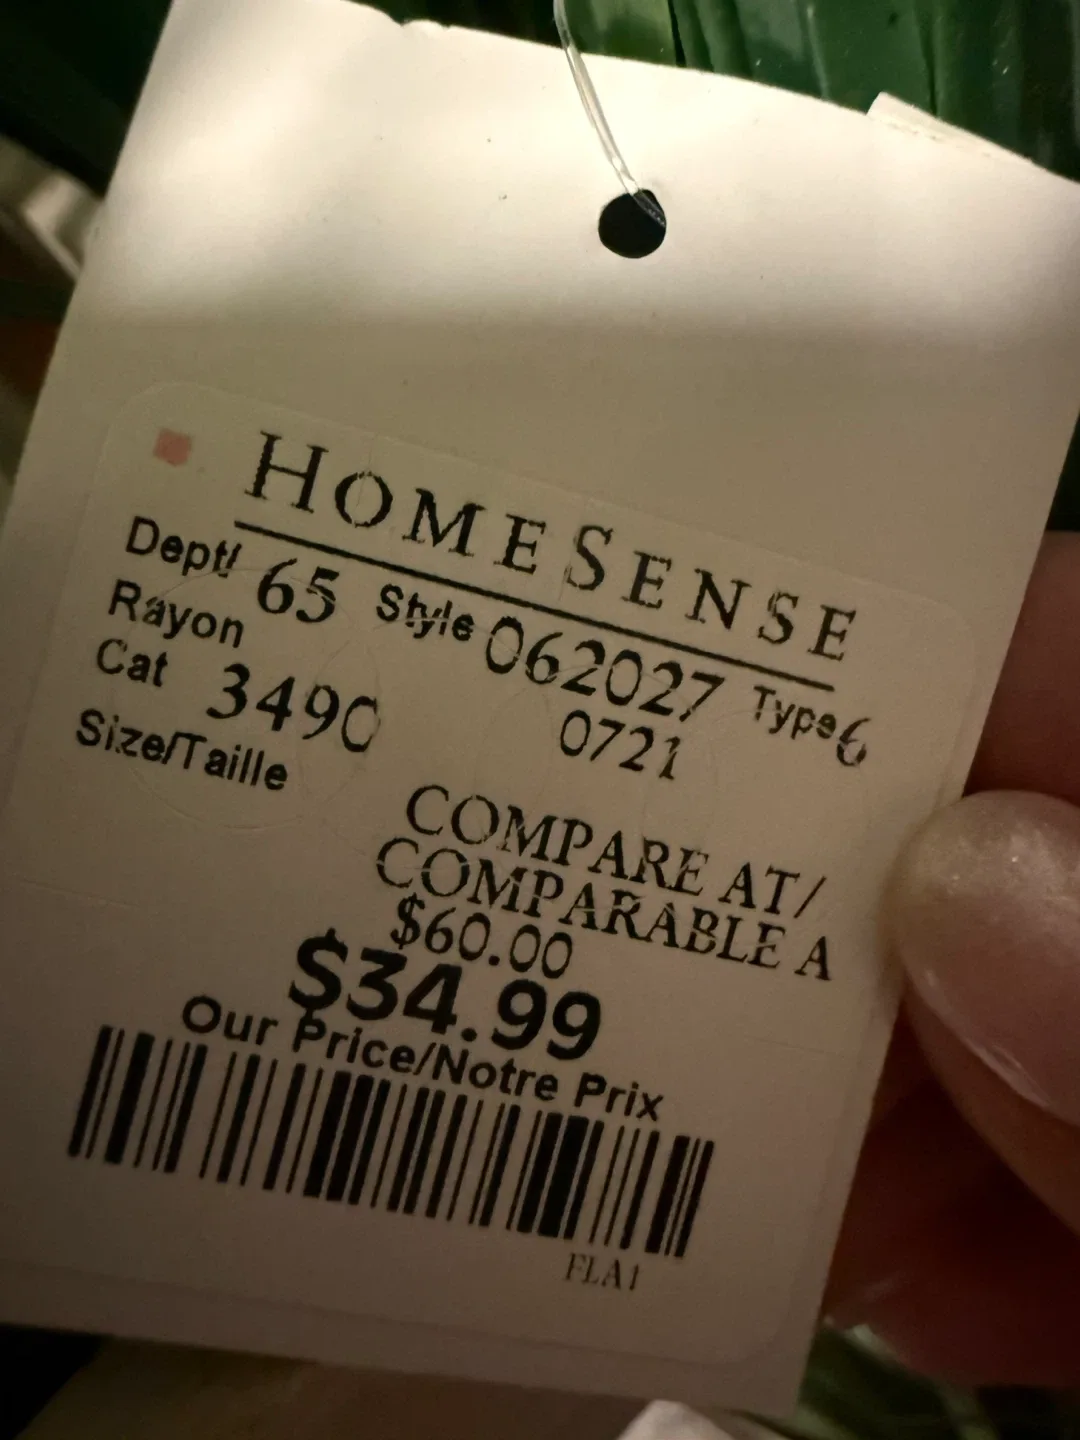 HOMESENSE
Dept/ 65 Style 062027 Type 6
Rayon
Cat 3490 0721
Size/Taille
COMPARE AT/
COMPARABLE A
$60.00
$34.99
Our Price/Notre Prix
FLA1